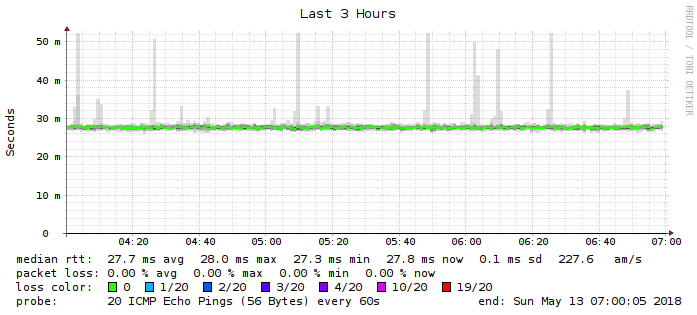 Last 3 Hours
RRDTOOL / TOBI OETIKER
Seconds
50 m
40 m
30 m
20 m
10 m
0
04:20 04:40 05:00 05:20 05:40 06:00 06:20 06:40 07:00
median rtt: 27.7 ms avg 28.0 ms max 27.3 ms min 27.8 ms now 0.1 ms sd 227.6 am/s
packet loss: 0.00 % avg 0.00 % max 0.00 % min 0.00 % now
loss color: 0 1/20 2/20 3/20 4/20 10/20 19/20
probe: 20 ICMP Echo Pings (56 Bytes) every 60s end: Sun May 13 07:00:05 2018